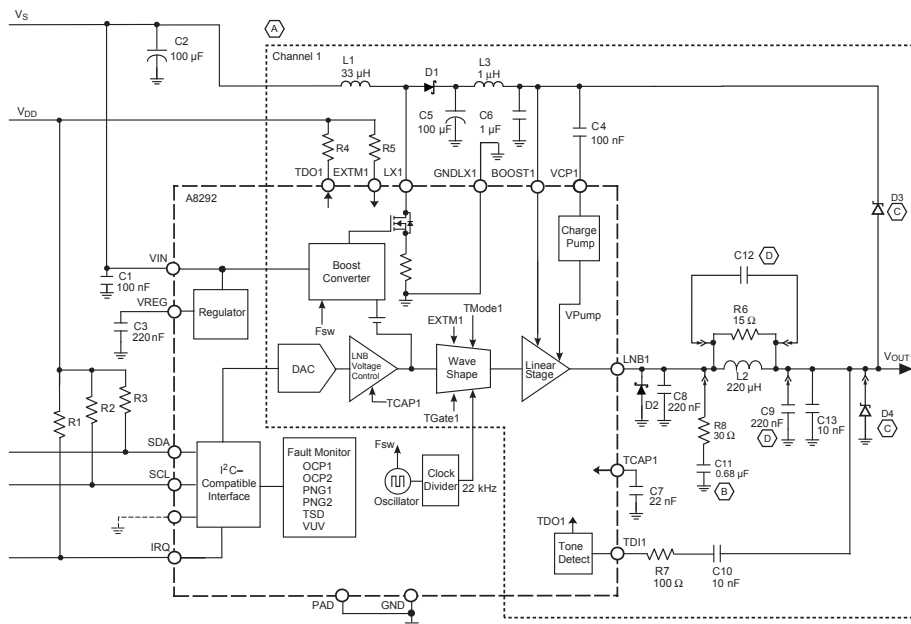 V_S
A
C2
100 µF
Channel 1
L1
33 µH
D1
L3
1 µH
C5
100 µF
C6
1 µF
C4
100 nF
V_DD
R4
R5
TDO1
EXTM1
LX1
GNDLX1
BOOST1
VCP1
A8292
D3
C
Charge
Pump
C12
D
VIN
Boost
Converter
C1
100 nF
VREG
Regulator
C3
220 nF
Fsw
EXTM1
TMode1
VPump
R6
15 Ω
DAC
LNB
Voltage
Control
Wave
Shape
Linear
Stage
LNB1
L2
220 µH
V_OUT1
TCAP1
TGate1
D2
C8
220 nF
R8
30 Ω
C9
220 nF
D
C13
10 nF
D4
C
R1
R2
R3
C11
0.68 µF
B
SDA
SCL
I²C–
Compatible
Interface
Fault Monitor
OCP1
OCP2
PNG1
PNG2
TSD
VUV
Fsw
Oscillator
Clock
Divider
22 kHz
TCAP1
C7
22 nF
IRQ
TDO1
Tone
Detect
TDI1
R7
100 Ω
C10
10 nF
PAD
GND